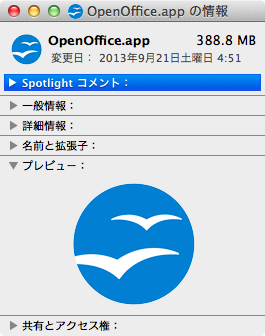 OpenOffice.app の情報
OpenOffice.app 388.8 MB
変更日： 2013年9月21日土曜日 4:51
Spotlight コメント：
一般情報：
詳細情報：
名前と拡張子：
プレビュー：
共有とアクセス権：